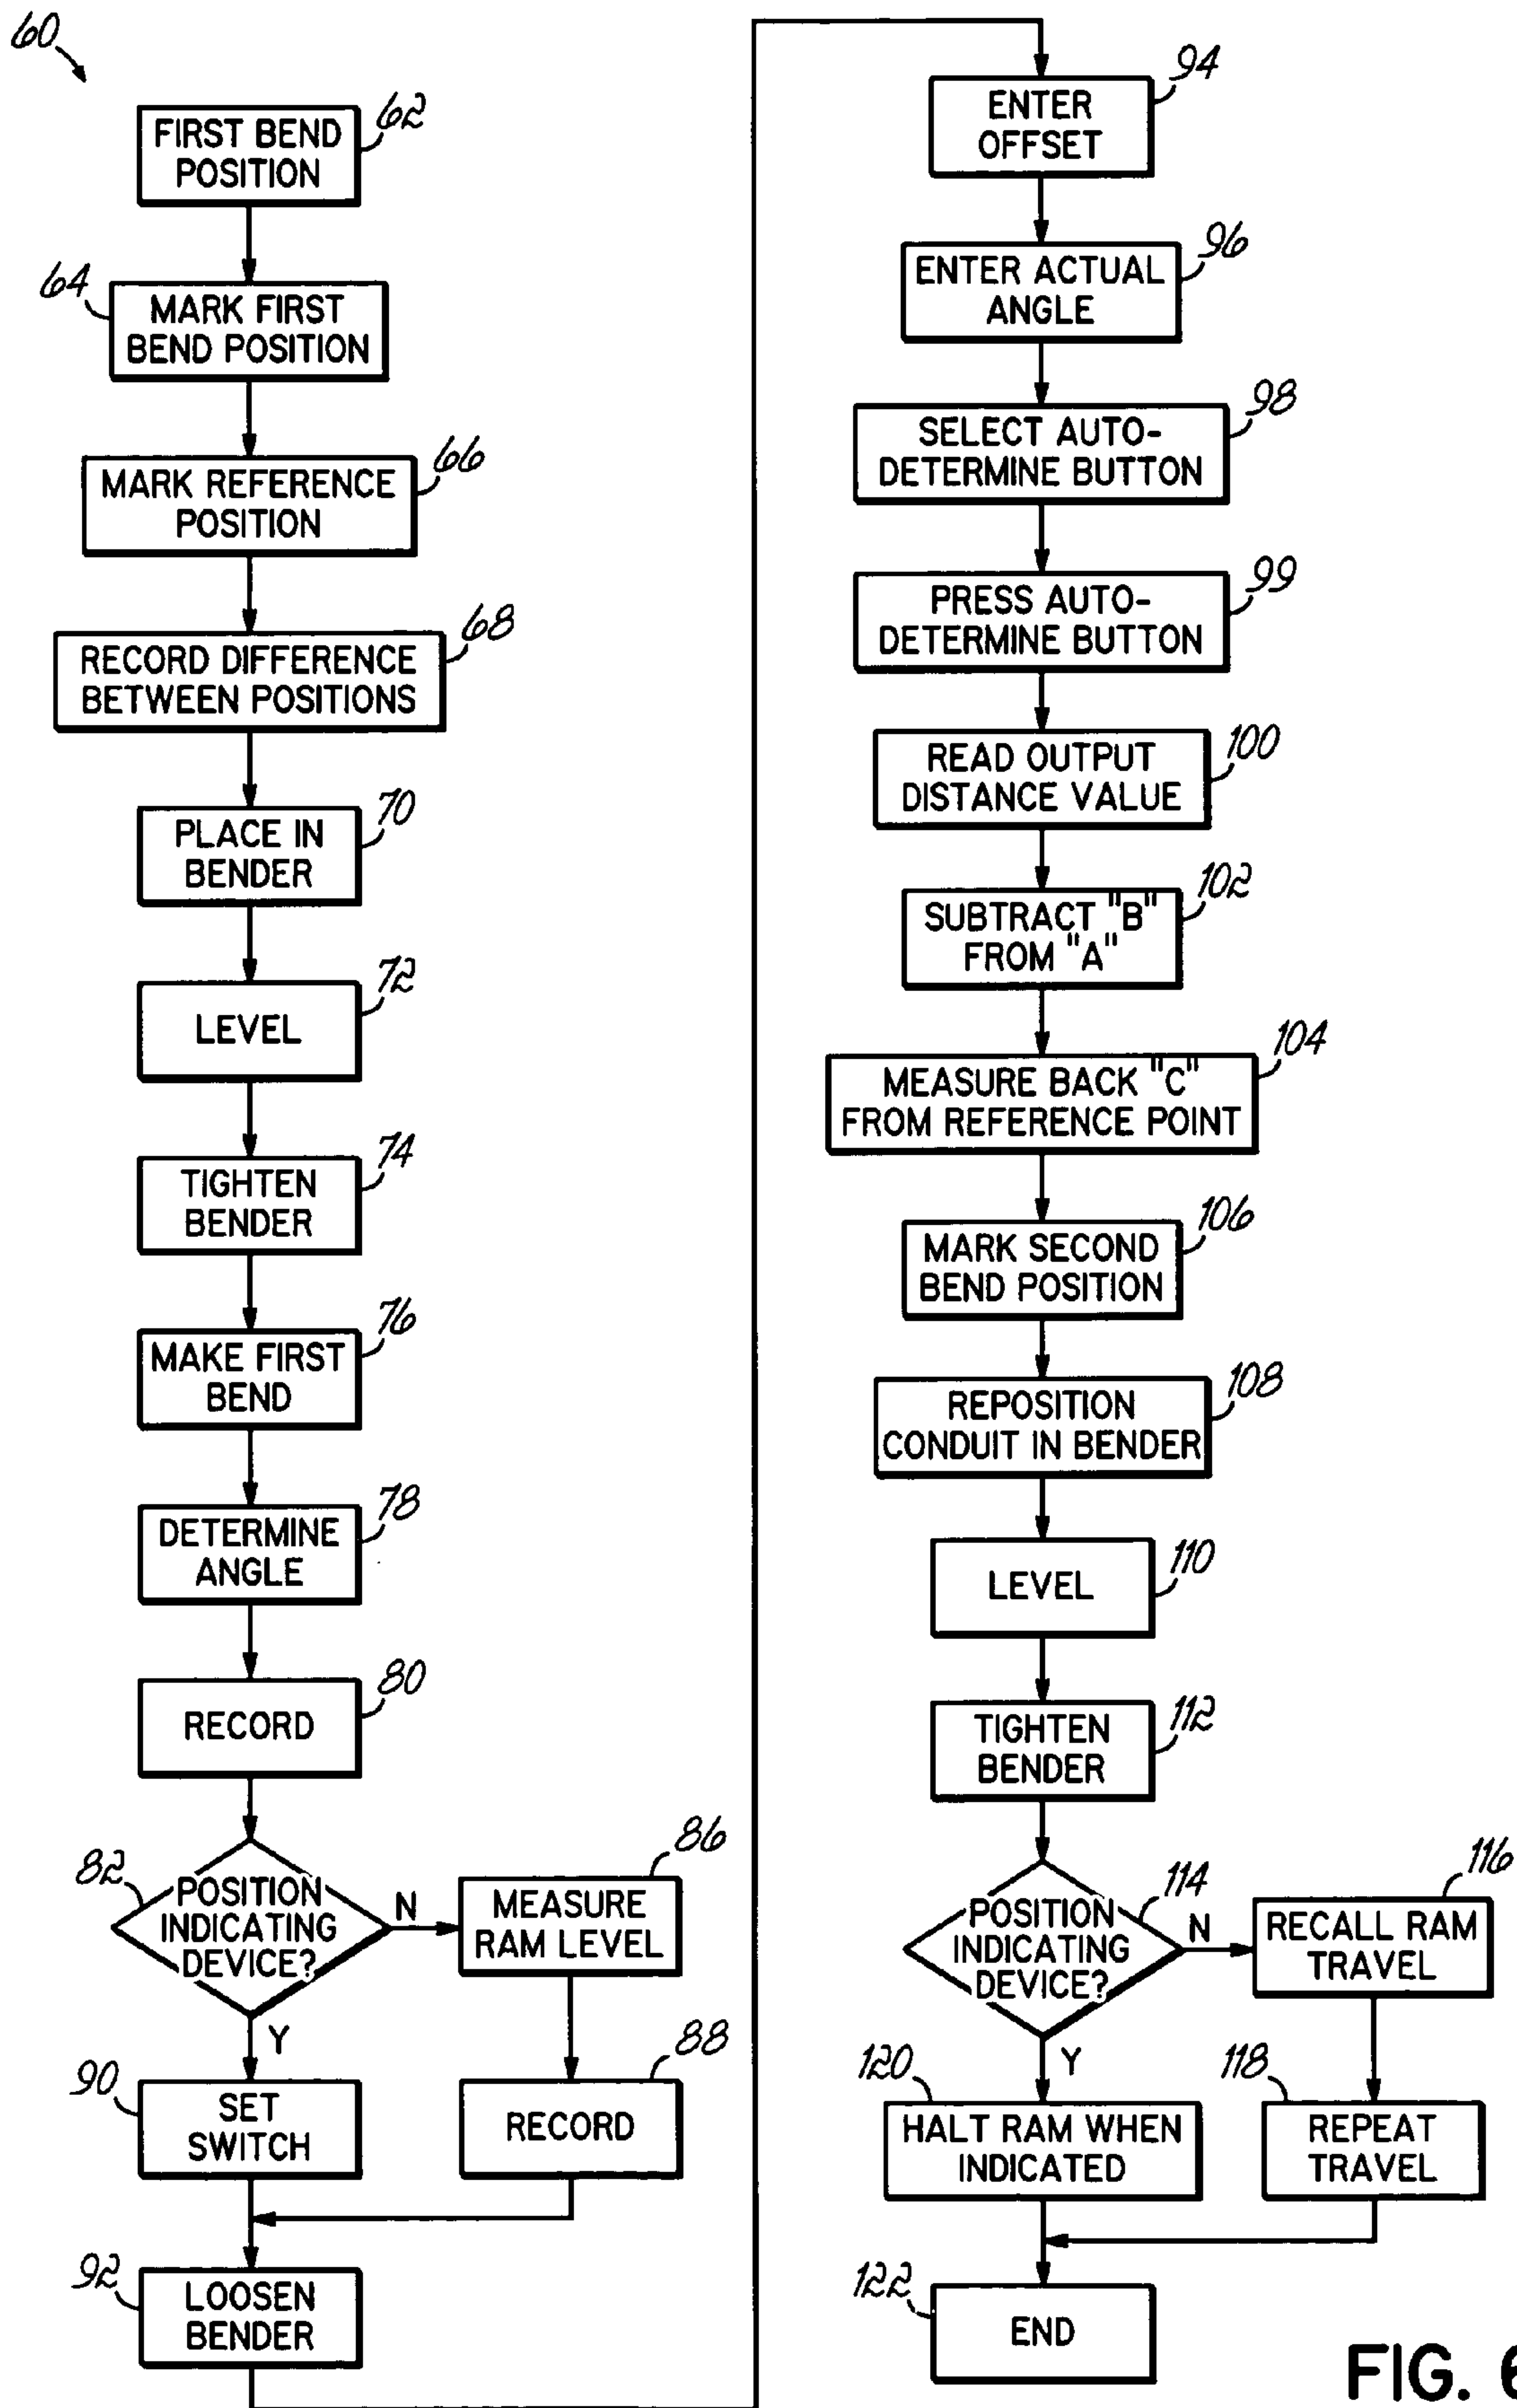 60
FIRST BEND
POSITION
62
64
MARK FIRST
BEND POSITION
MARK REFERENCE
POSITION
66
RECORD DIFFERENCE
BETWEEN POSITIONS
68
PLACE IN
BENDER
70
LEVEL
72
TIGHTEN
BENDER
74
MAKE FIRST
BEND
76
DETERMINE
ANGLE
78
RECORD
80
82
POSITION
INDICATING
DEVICE?
N
Y
86
MEASURE
RAM LEVEL
88
RECORD
90
SET
SWITCH
92
LOOSEN
BENDER
94
ENTER
OFFSET
96
ENTER ACTUAL
ANGLE
98
SELECT AUTO-
DETERMINE BUTTON
99
PRESS AUTO-
DETERMINE BUTTON
100
READ OUTPUT
DISTANCE VALUE
102
SUBTRACT "B"
FROM "A"
104
MEASURE BACK "C"
FROM REFERENCE POINT
106
MARK SECOND
BEND POSITION
108
REPOSITION
CONDUIT IN BENDER
110
LEVEL
112
TIGHTEN
BENDER
114
POSITION
INDICATING
DEVICE?
N
Y
116
RECALL RAM
TRAVEL
118
REPEAT
TRAVEL
120
HALT RAM WHEN
INDICATED
122
END
FIG. 6